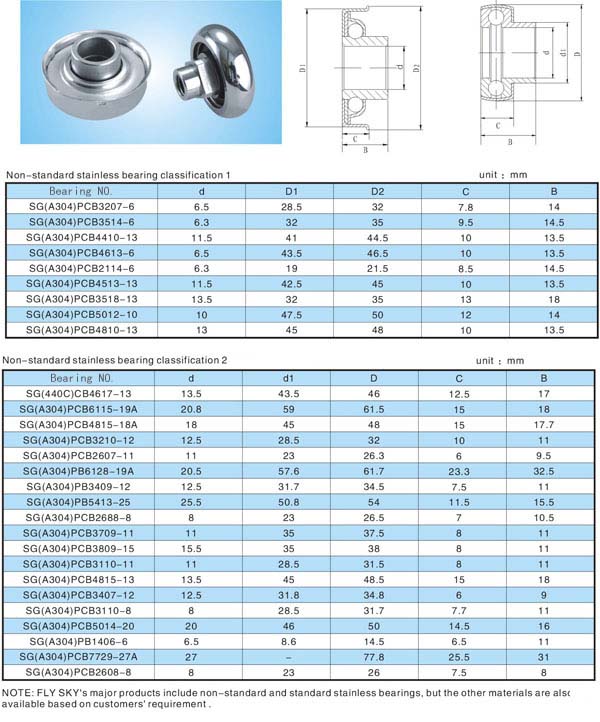 D1
d
D2
C
B
d
d1
D
C
B
Non-standard stainless bearing classification 1 unit : mm
Bearing NO. d D1 D2 C B
SG(A304)PCB3207-6 6.5 28.5 32 7.8 14
SG(A304)PCB3514-6 6.3 32 35 9.5 14.5
SG(A304)PCB4410-13 11.5 41 44.5 10 13.5
SG(A304)PCB4613-6 6.5 43.5 46.5 10 13.5
SG(A304)PCB2114-6 6.3 19 21.5 8.5 14.5
SG(A304)PCB4513-13 11.5 42.5 45 10 13.5
SG(A304)PCB3518-13 13.5 32 35 13 18
SG(A304)PCB5012-10 10 47.5 50 12 14
SG(A304)PCB4810-13 13 45 48 10 13.5
Non-standard stainless bearing classification 2 unit : mm
Bearing NO. d d1 D C B
SG(440C)CB4617-13 13.5 43.5 46 12.5 17
SG(A304)PCB6115-19A 20.8 59 61.5 15 18
SG(A304)PCB4815-18A 18 45 48 15 17.7
SG(A304)PCB3210-12 12.5 28.5 32 10 11
SG(A304)PCB2607-11 11 23 26.3 6 9.5
SG(A304)PB6128-19A 20.5 57.6 61.7 23.3 32.5
SG(A304)PB3409-12 12.5 31.7 34.5 7.5 11
SG(A304)PB5413-25 25.5 50.8 54 11.5 15.5
SG(A304)PCB2688-8 8 23 26.5 7 10.5
SG(A304)PCB3709-11 11 35 37.5 8 11
SG(A304)PCB3809-15 15.5 35 38 8 11
SG(A304)PCB3110-11 11 28.5 31.5 8 11
SG(A304)PCB4815-13 13.5 45 48.5 15 18
SG(A304)PCB3407-12 12.5 31.8 34.8 6 9
SG(A304)PCB3110-8 8 28.5 31.7 7.7 11
SG(A304)PCB5014-20 20 46 50 14.5 16
SG(A304)PB1406-6 6.5 8.6 14.5 6.5 11
SG(A304)PCB7729-27A 27 - 77.8 25.5 31
SG(A304)PCB2608-8 8 23 26 7.5 8
NOTE: FLY SKY's major products include non-standard and standard stainless bearings, but the other materials are also
available based on customers' requirement .